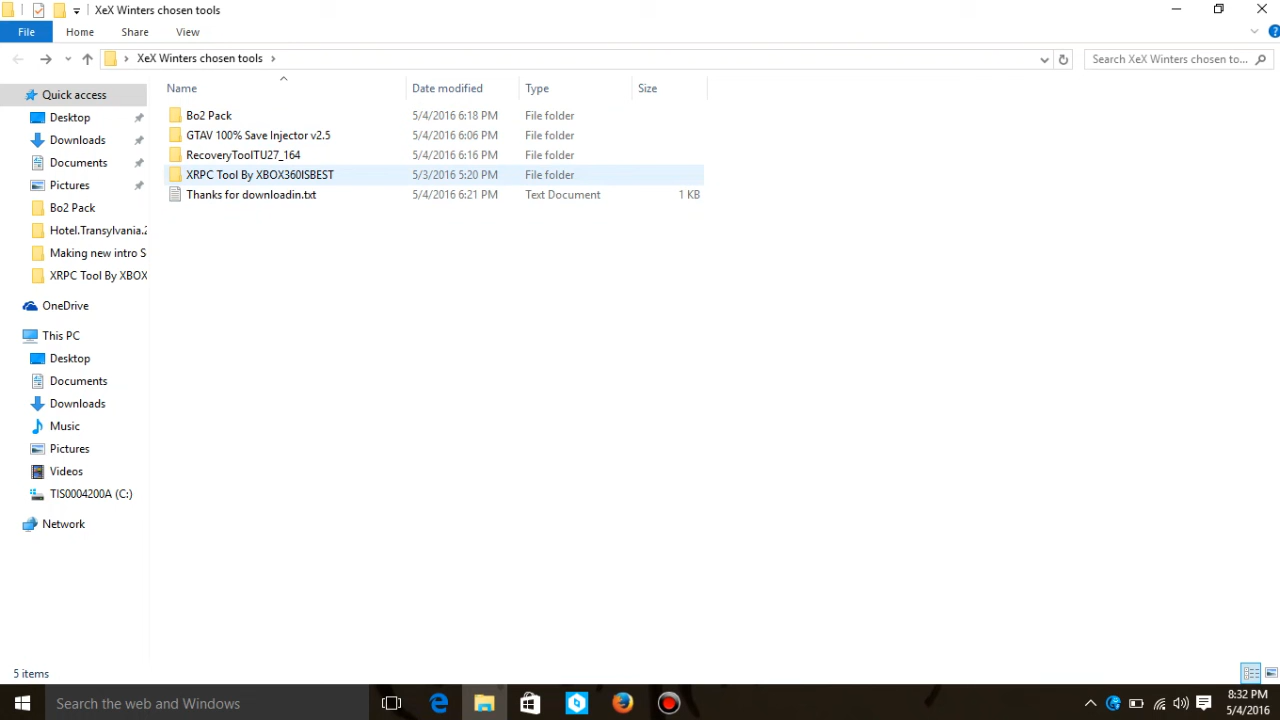 XeX Winters chosen tools
File Home Share View
XeX Winters chosen tools
Search XeX Winters chosen to...
Name Date modified Type Size
Quick access
Desktop
Downloads
Documents
Pictures
Bo2 Pack
Hotel.Transylvania.2
Making new intro S
XRPC Tool By XBOX
OneDrive
This PC
Desktop
Documents
Downloads
Music
Pictures
Videos
TIS0004200A (C:)
Network
Bo2 Pack 5/4/2016 6:18 PM File folder
GTAV 100% Save Injector v2.5 5/4/2016 6:06 PM File folder
RecoveryToolTU27_164 5/4/2016 6:16 PM File folder
XRPC Tool By XBOX360ISBEST 5/3/2016 5:20 PM File folder
Thanks for downloadin.txt 5/4/2016 6:21 PM Text Document 1 KB
5 items
Search the web and Windows
8:32 PM
5/4/2016